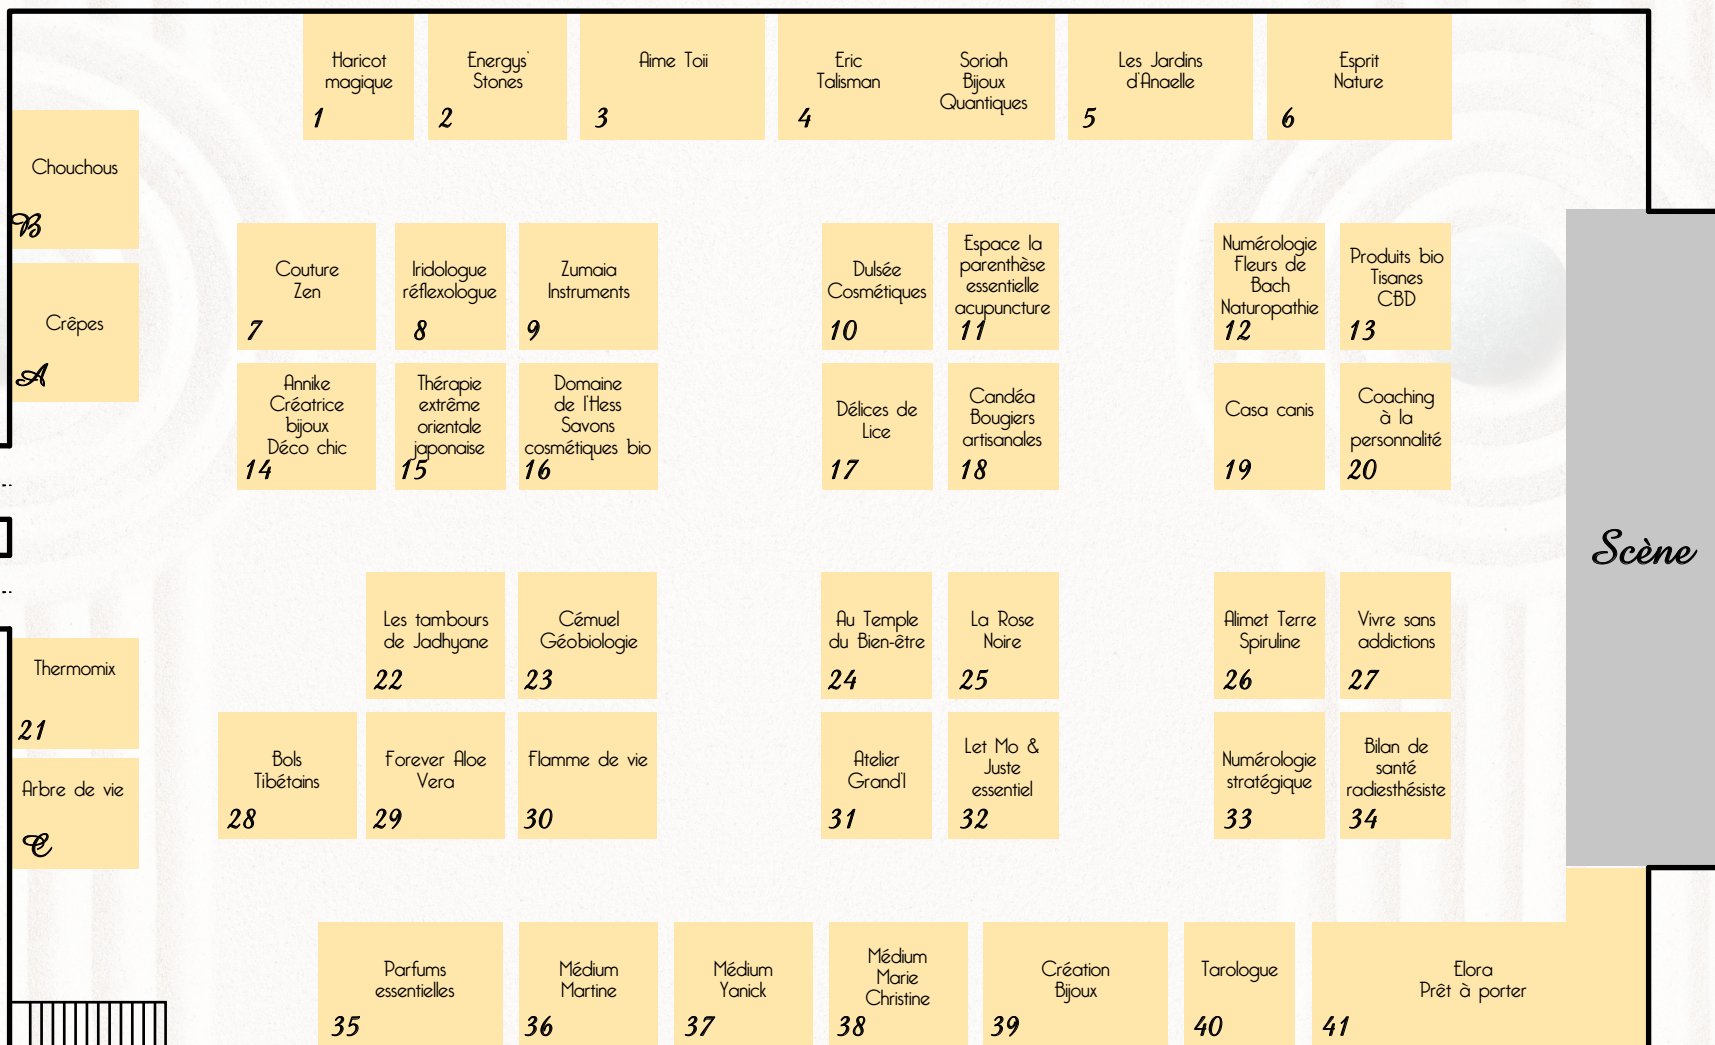 Haricot
magique
1
Energys'
Stones
2
Aime Toii
3
Eric
Talisman
4
Soriah
Bijoux
Quantiques
Les Jardins
d'Anaelle
5
Esprit
Nature
6
Chouchous
B
Crêpes
A
Couture
Zen
7
Iridologue
réflexologue
8
Zumaia
Instruments
9
Dulsée
Cosmétiques
10
Espace la
parenthèse
essentielle
acupuncture
11
Numérologie
Fleurs de
Bach
Naturopathie
12
Produits bio
Tisanes
CBD
13
Annike
Créatrice
bijoux
Déco chic
14
Thérapie
extrême
orientale
japonaise
15
Domaine
de l'Hess
Savons
cosmétiques bio
16
Délices de
Lice
17
Candéa
Bougiers
artisanales
18
Casa canis
19
Coaching
à la
personnalité
20
Scène
Thermomix
21
Arbre de vie
C
Les tambours
de Jadhyane
22
Cémuel
Géobiologie
23
Au Temple
du Bien-être
24
La Rose
Noire
25
Alimet Terre
Spiruline
26
Vivre sans
addictions
27
Bols
Tibétains
28
Forever Aloe
Vera
29
Flamme de vie
30
Atelier
Grand'l
31
Let Mo &
Juste
essentiel
32
Numérologie
stratégique
33
Bilan de
santé
radiesthésiste
34
Parfums
essentielles
35
Médium
Martine
36
Médium
Yanick
37
Médium
Marie
Christine
38
Création
Bijoux
39
Tarologue
40
Elora
Prêt à porter
41